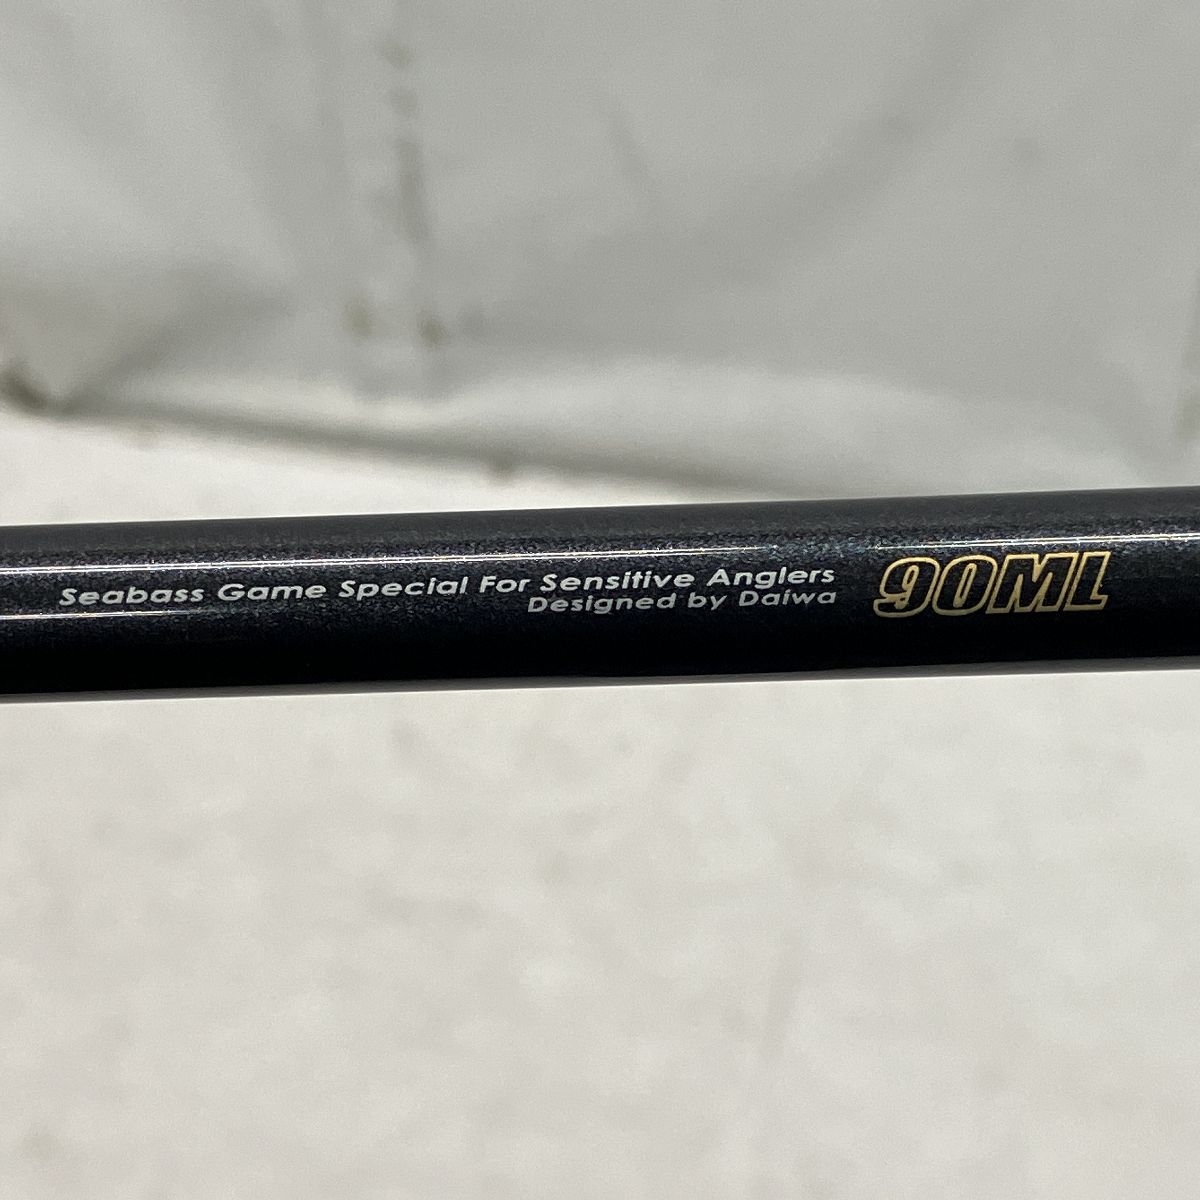 Seabass Game Special For Sensitive Anglers
Designed by Daiwa
90ML